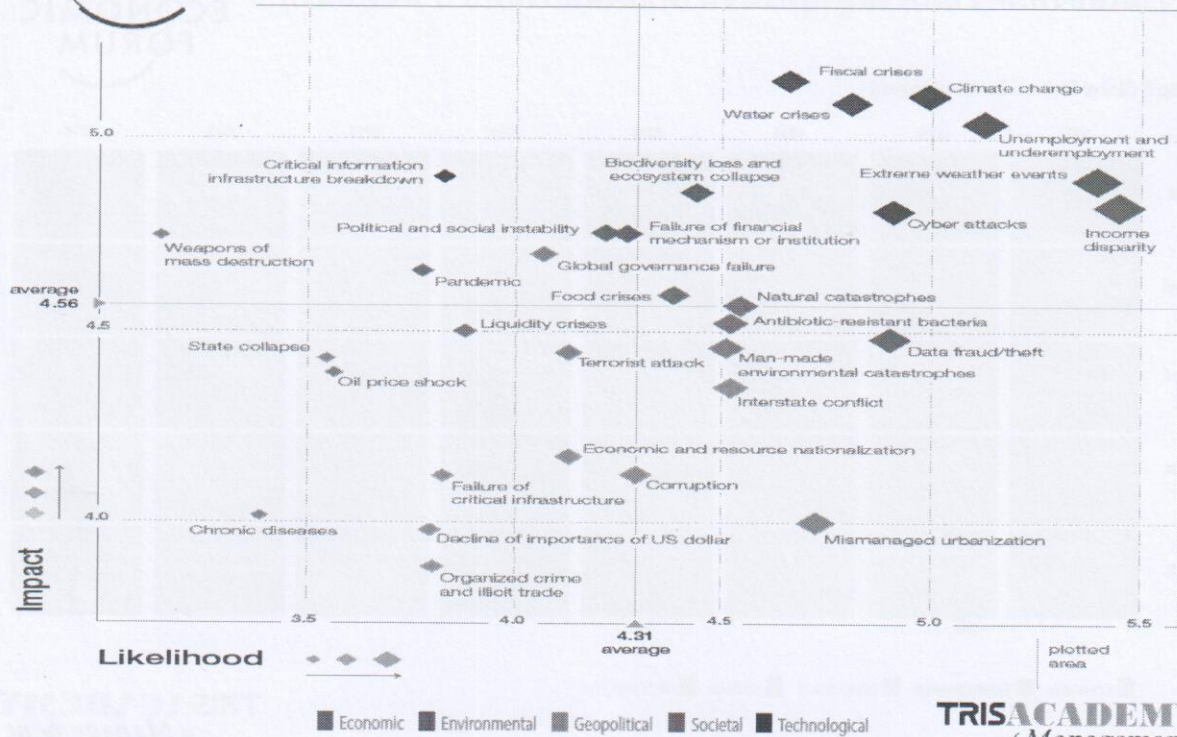 ECONOMIC
FORUM
Fiscal crises
Climate change
Water crises
5.0
Unemployment and
underemployment
Critical information
infrastructure breakdown
Biodiversity loss and
ecosystem collapse
Extreme weather events
Political and social instability
Failure of financial
mechanism or institution
Cyber attacks
Income
disparity
Weapons of
mass destruction
Global governance failure
Pandemic
average
4.56
Food crises
Natural catastrophes
4.5
Liquidity crises
Antibiotic-resistant bacteria
State collapse
Terrorist attack
Man-made
environmental catastrophes
Data fraud/theft
Oil price shock
Interstate conflict
Economic and resource nationalization
Failure of
critical infrastructure
Corruption
4.0
Chronic diseases
Decline of importance of US dollar
Mismanaged urbanization
Organized crime
and illicit trade
Impact
3.5
4.0
4.31
average
4.5
5.0
5.5
Likelihood
plotted
area
Economic Environmental Geopolitical Societal Technological
TRISACADEMY
of Management